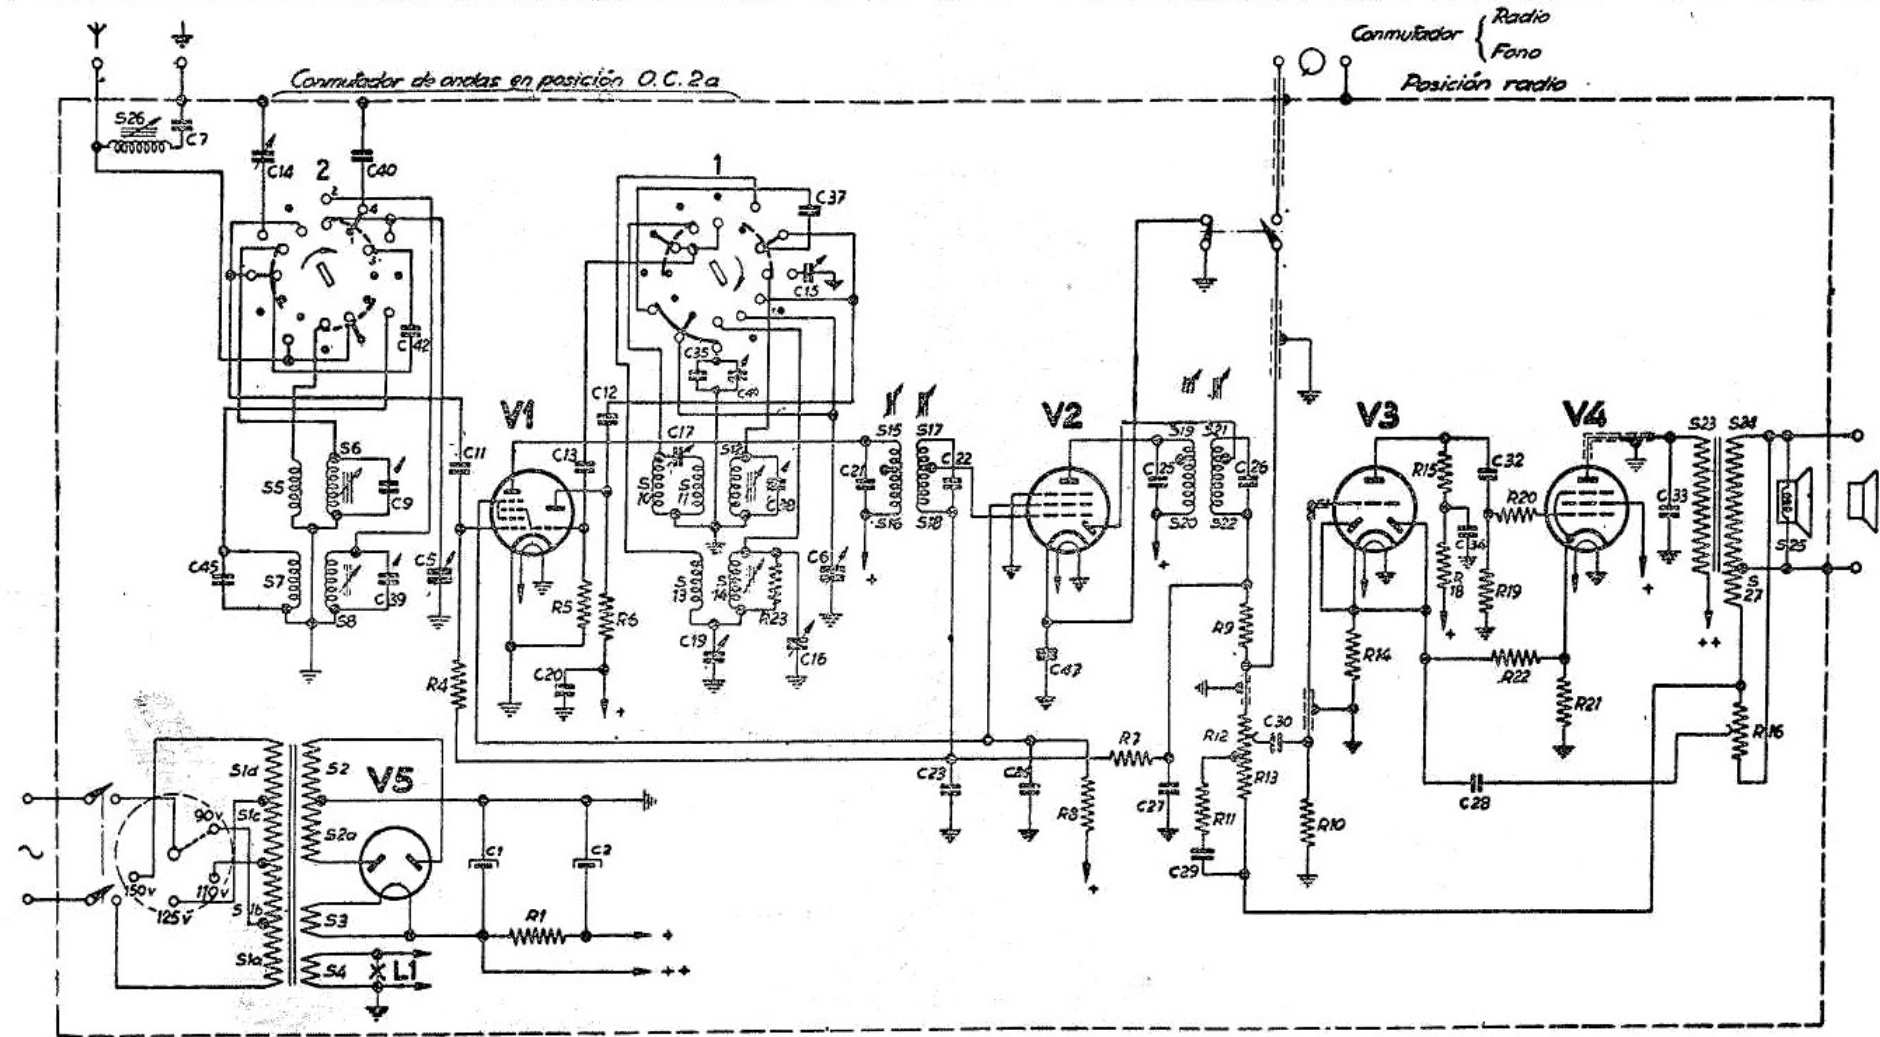 Conmutador { Radio
Fono
Posición radio
Conmutador de ondas en posición O.C.2a
S26
C7
C14
2
C40
2
4
3
1
C37
C15
C42
C35
V1
C12
V2
V3
V4
S15
S17
S19
S21
S23
S24
C17
S12
S6
C11
C13
C21
C22
C25
C26
R15
C32
C33
S5
C9
S10
S11
R20
S16
S18
S20
S22
S25
C45
S7
C39
C5
C6
R5
R6
S13
S14
R23
R18
R19
S27
S8
+
+
+
+
++
R9
R14
R4
C20
C19
C16
C47
R22
R21
+
R12
C30
R16
R7
S1d
S2
V5
C23
R13
C27
R8
R11
R10
C28
90v
S1c
S2a
C1
C2
C29
150v
110v
125v
S1b
+
S3
R1
+
S1a
S4
L1
++